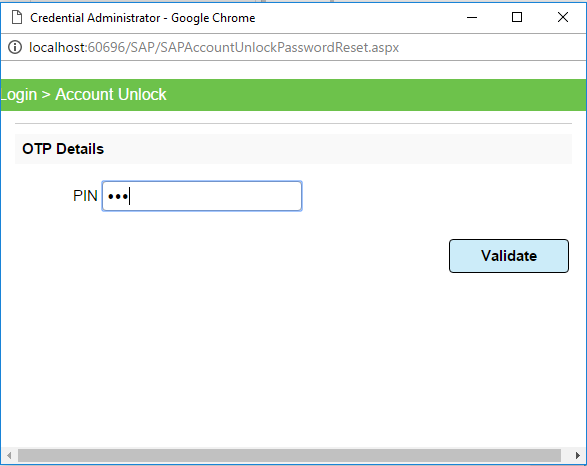 Credential Administrator - Google Chrome
localhost:60696/SAP/SAPAccountUnlockPasswordReset.aspx
Login > Account Unlock
OTP Details
PIN •••
Validate